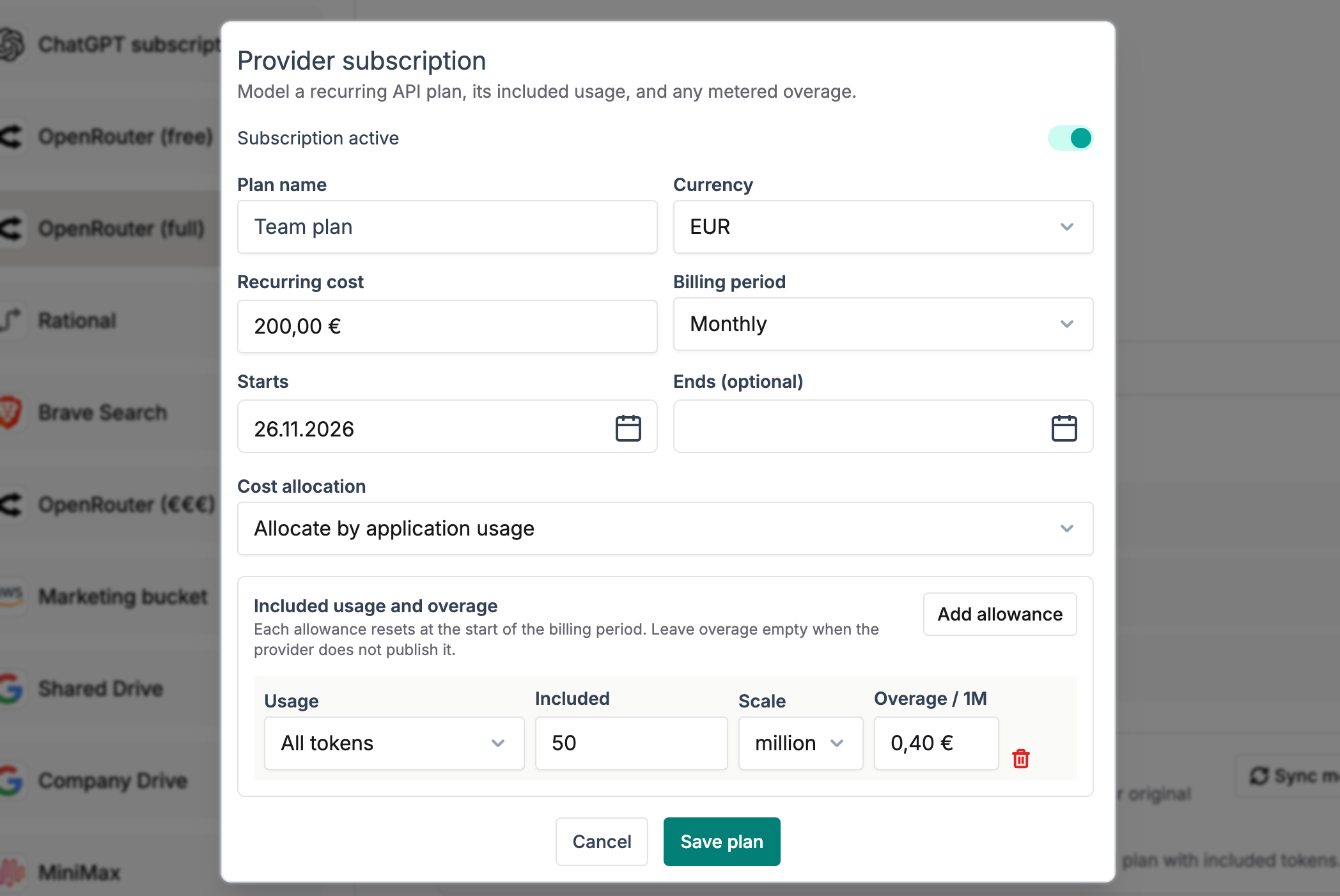 ChatGPT subscript
OpenRouter (free)
OpenRouter (full)
Rational
Brave Search
OpenRouter (€€€)
Marketing bucket
Shared Drive
Company Drive
MiniMax
Provider subscription
Model a recurring API plan, its included usage, and any metered overage.
Subscription active
Plan name
Currency
Team plan
EUR
Recurring cost
Billing period
200,00 €
Monthly
Starts
Ends (optional)
26.11.2026
Cost allocation
Allocate by application usage
Included usage and overage
Each allowance resets at the start of the billing period. Leave overage empty when the
provider does not publish it.
Add allowance
Usage
Included
Scale
Overage / 1M
All tokens
50
million
0,40 €
Cancel
Save plan
Sync m
r original
plan with included tokens